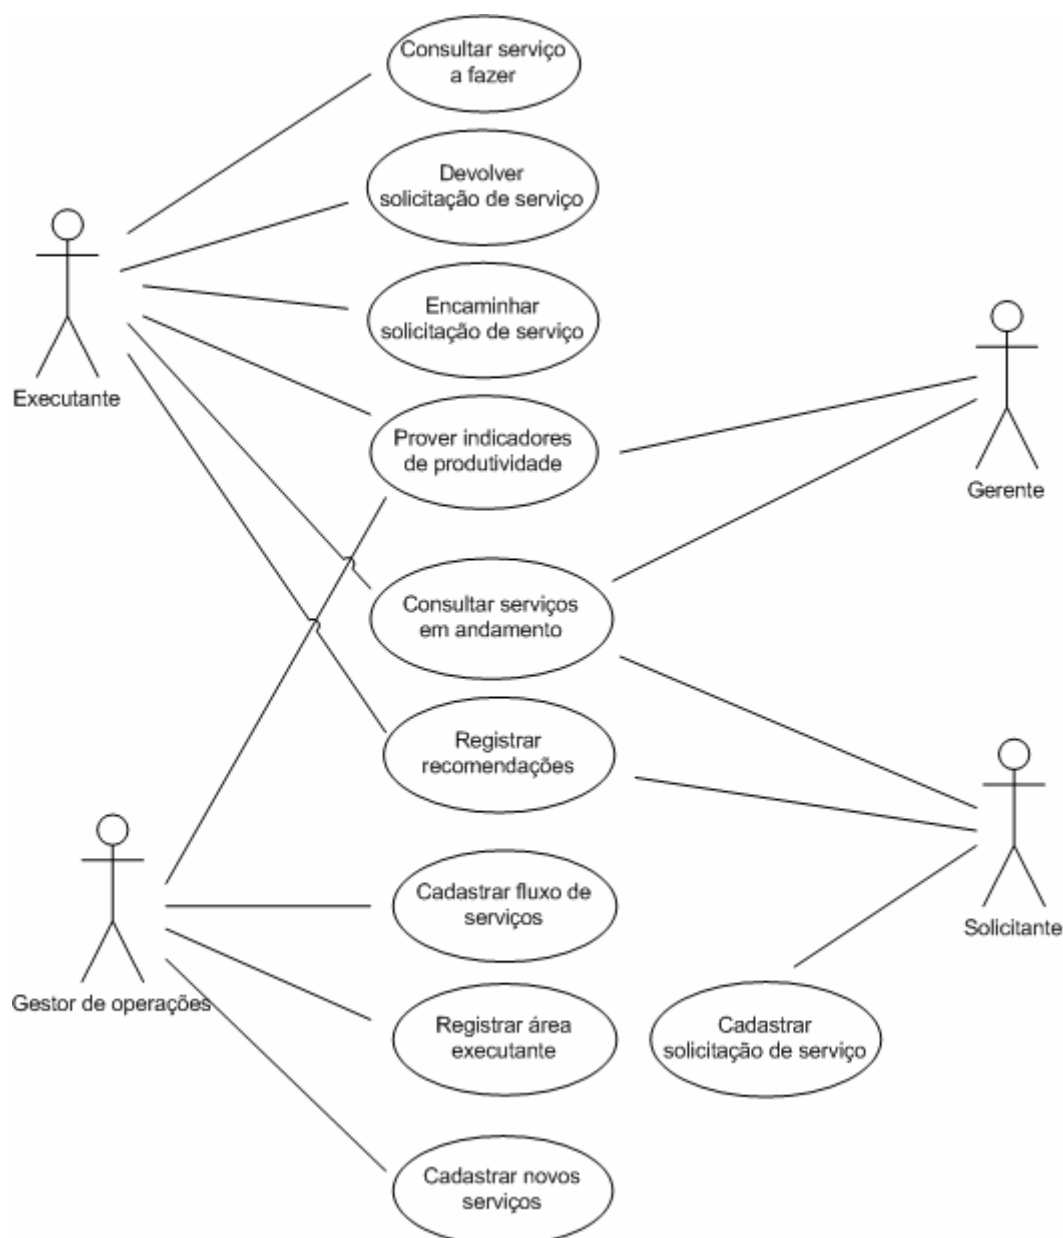 Consultar serviço
a fazer
Devolver
solicitação de serviço
Encaminhar
solicitação de serviço
Executante
Prover indicadores
de produtividade
Gerente
Consultar serviços
em andamento
Registrar
recomendações
Cadastrar fluxo de
serviços
Solicitante
Gestor de operações
Registrar área
executante
Cadastrar
solicitação de serviço
Cadastrar novos
serviços